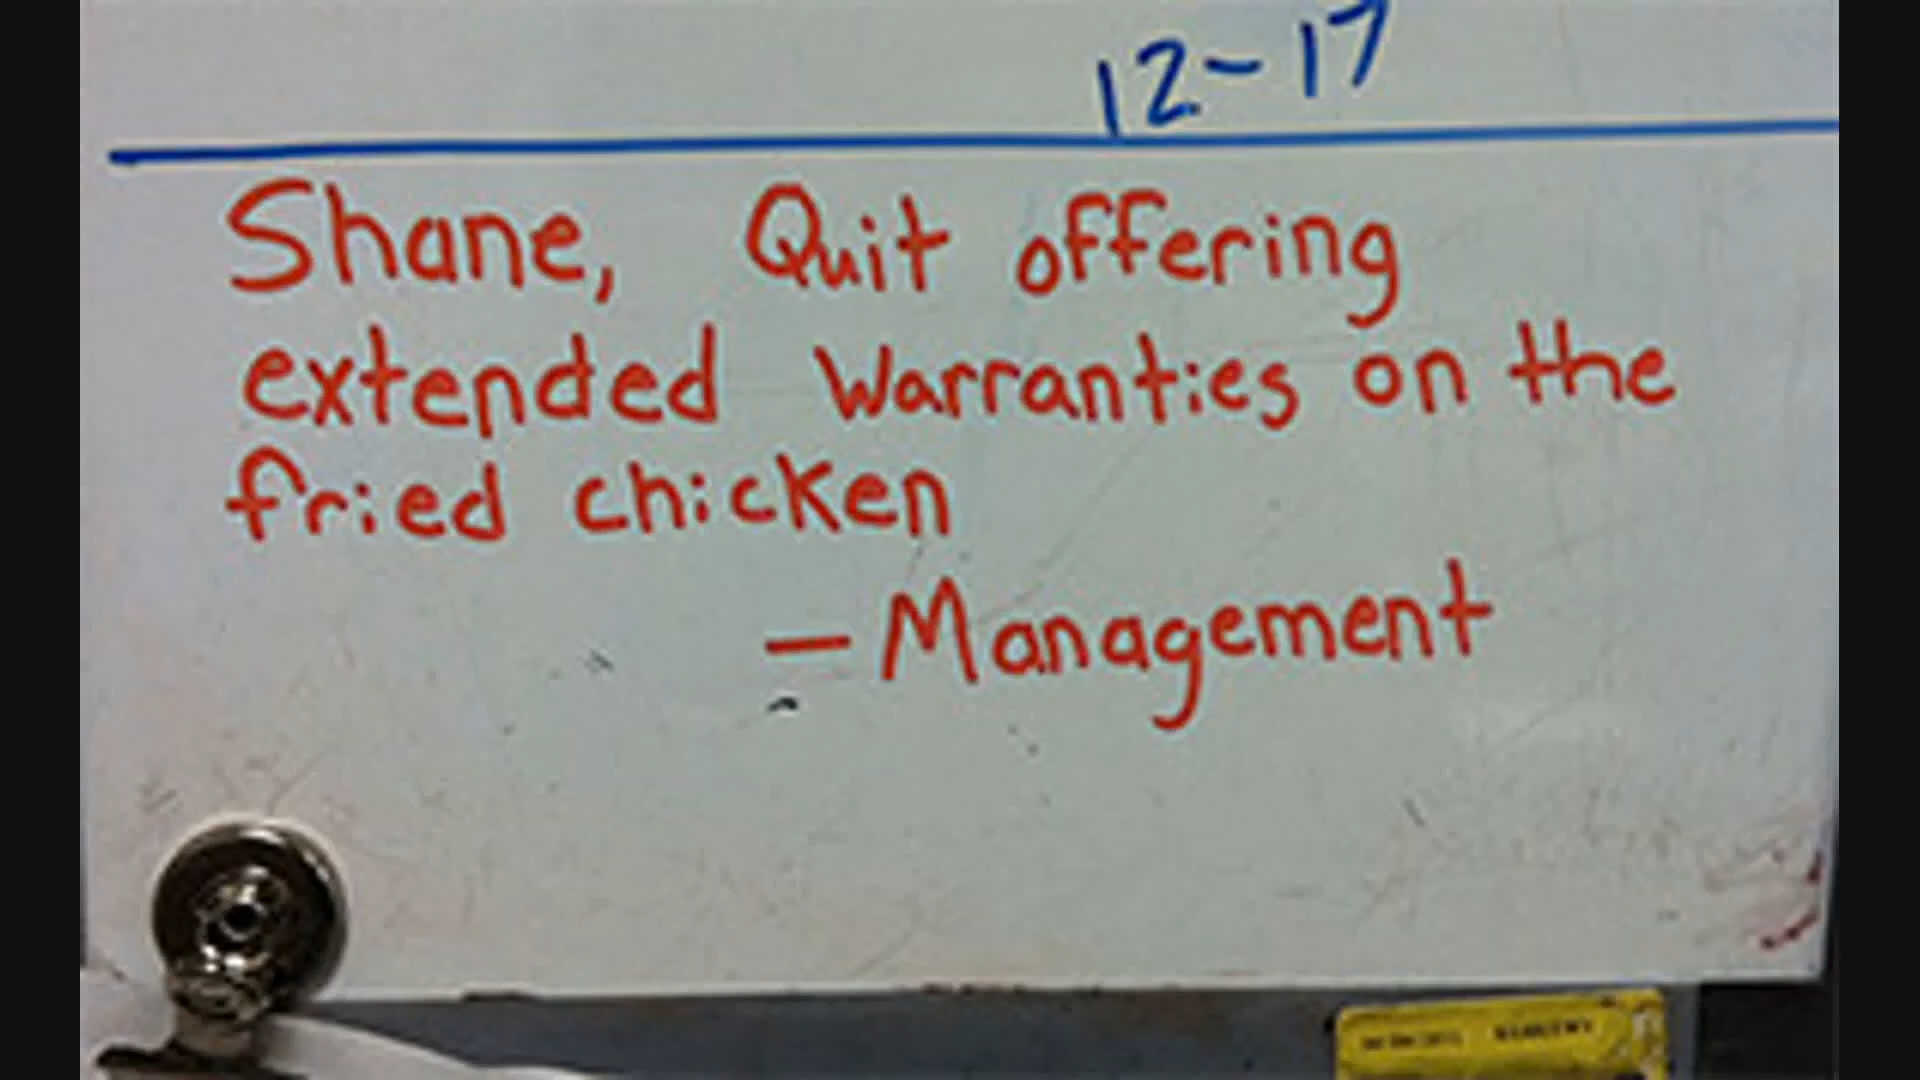 12-17
Shane, Quit offering
extended warranties on the
fried chicken
- Management